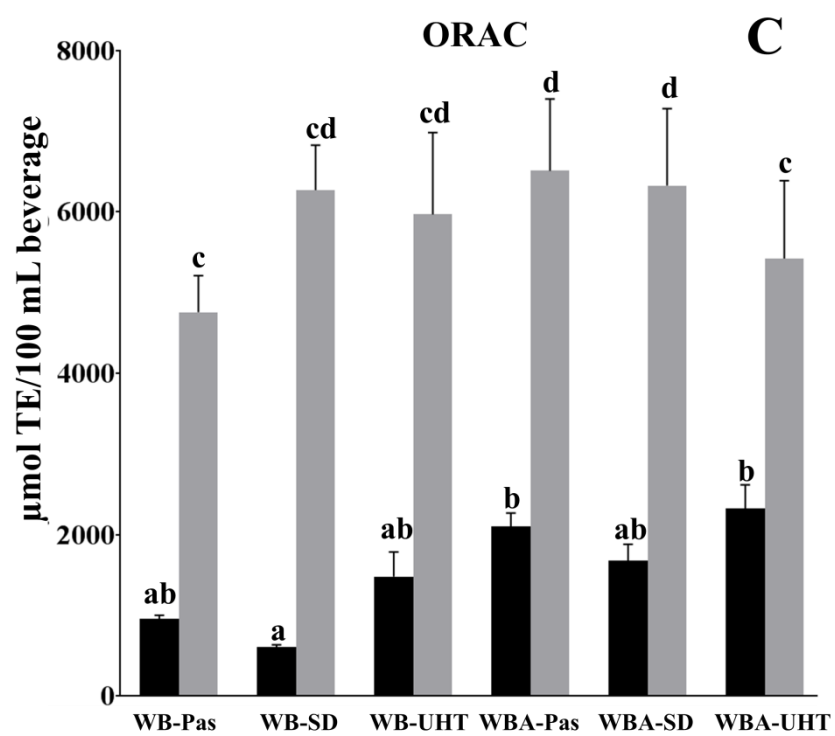 ORAC C
µmol TE/100 mL beverage
8000
6000
4000
2000
0
c
cd
cd
d
d
c
ab
a
ab
b
ab
b
WB-Pas WB-SD WB-UHT WBA-Pas WBA-SD WBA-UHT